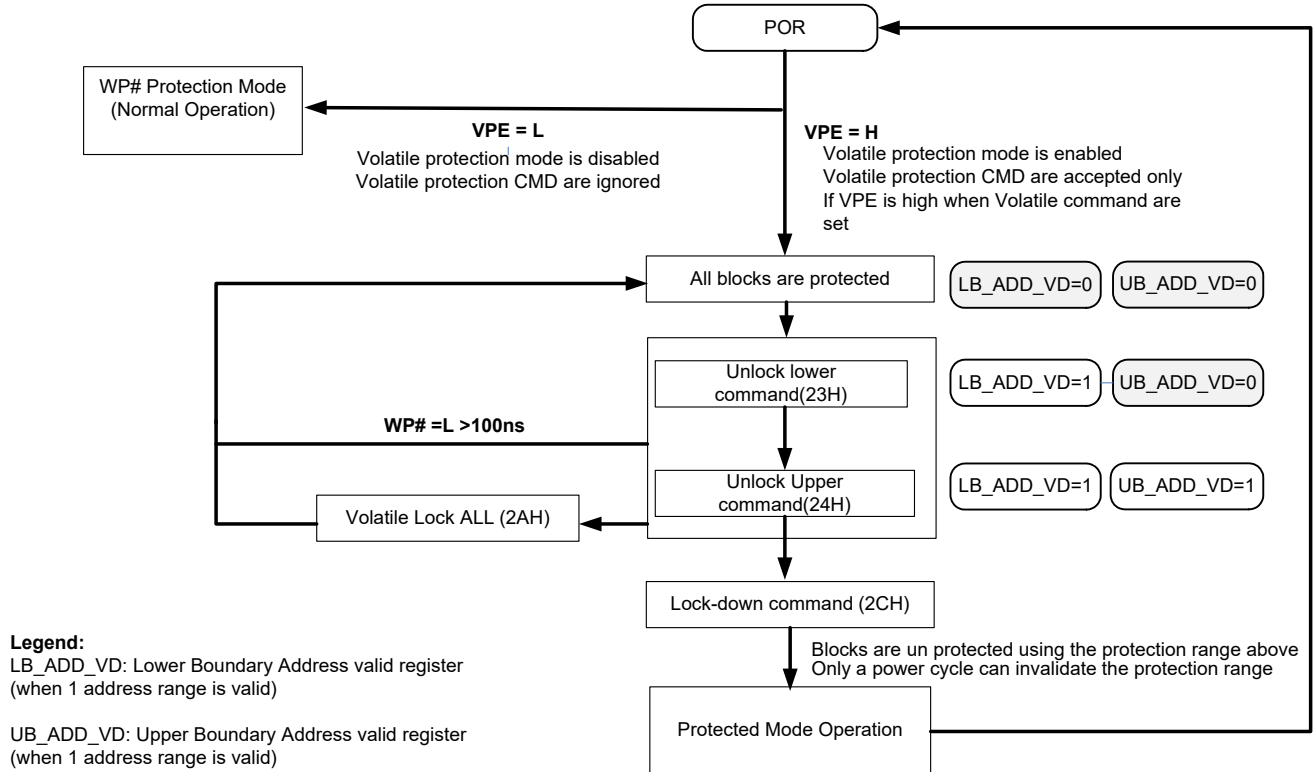 POR
WP# Protection Mode
(Normal Operation)
VPE = L
Volatile protection mode is disabled
Volatile protection CMD are ignored
VPE = H
Volatile protection mode is enabled
Volatile protection CMD are accepted only
If VPE is high when Volatile command are
set
All blocks are protected
LB_ADD_VD=0
UB_ADD_VD=0
Unlock lower
command(23H)
LB_ADD_VD=1
UB_ADD_VD=0
WP# =L >100ns
Unlock Upper
command(24H)
LB_ADD_VD=1
UB_ADD_VD=1
Volatile Lock ALL (2AH)
Lock-down command (2CH)
Blocks are un protected using the protection range above
Only a power cycle can invalidate the protection range
Protected Mode Operation
Legend:
LB_ADD_VD: Lower Boundary Address valid register
(when 1 address range is valid)
UB_ADD_VD: Upper Boundary Address valid register
(when 1 address range is valid)